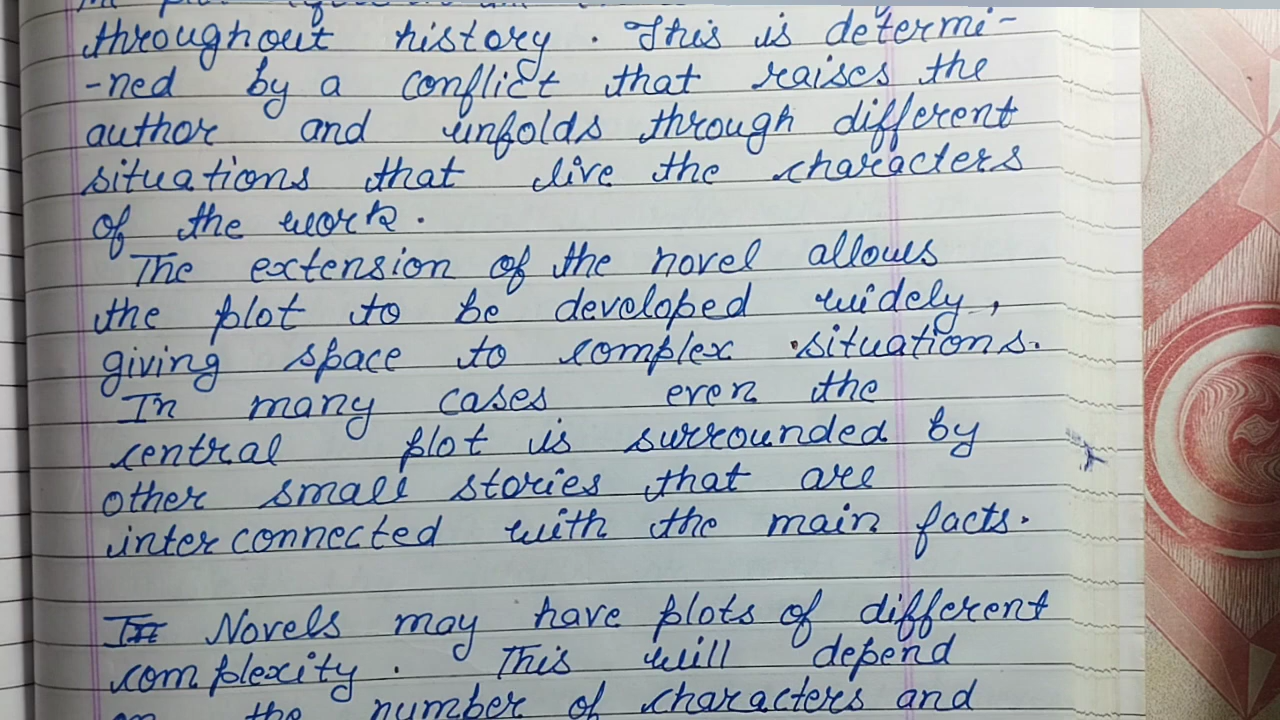 throughout history. This is determi-
-ned by a conflict that raises the
author and unfolds through different
situations that live the characters
of the work.
The extension of the novel allows
the plot to be developed widely,
giving space to complex situations.
In many cases even the
central plot is surrounded by
other small stories that are
interconnected with the main facts.
Novels may have plots of different
complexity. This will depend
on the number of characters and